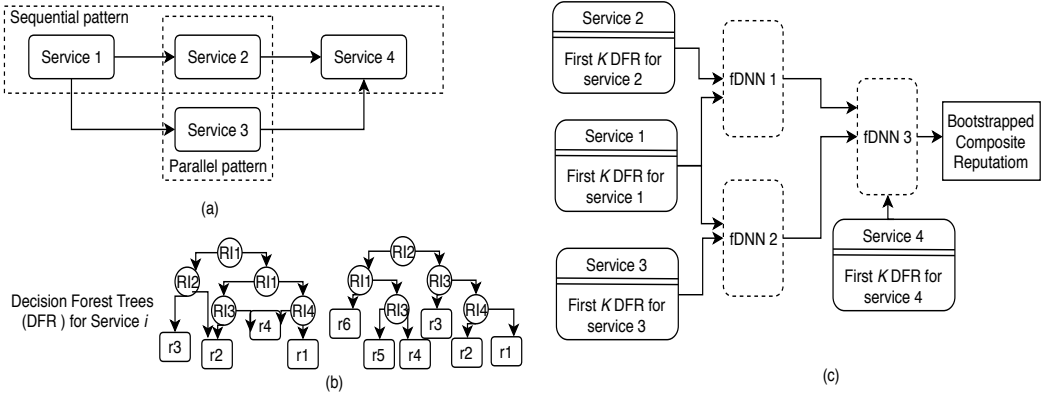 Sequential pattern
Service 1
Service 2
Service 4
Service 3
Parallel pattern
(a)
Decision Forest Trees
(DFR ) for Service i
RI1
RI2
RI1
RI3
RI4
r3
r2
r4
r1
RI2
RI1
RI3
r6
RI3
r3
RI4
r5
r4
r2
r1
(b)
Service 2
First K DFR for
service 2
Service 1
First K DFR for
service 1
Service 3
First K DFR for
service 3
fDNN 1
fDNN 2
fDNN 3
Service 4
First K DFR for
service 4
Bootstrapped
Composite
Reputatiom
(c)